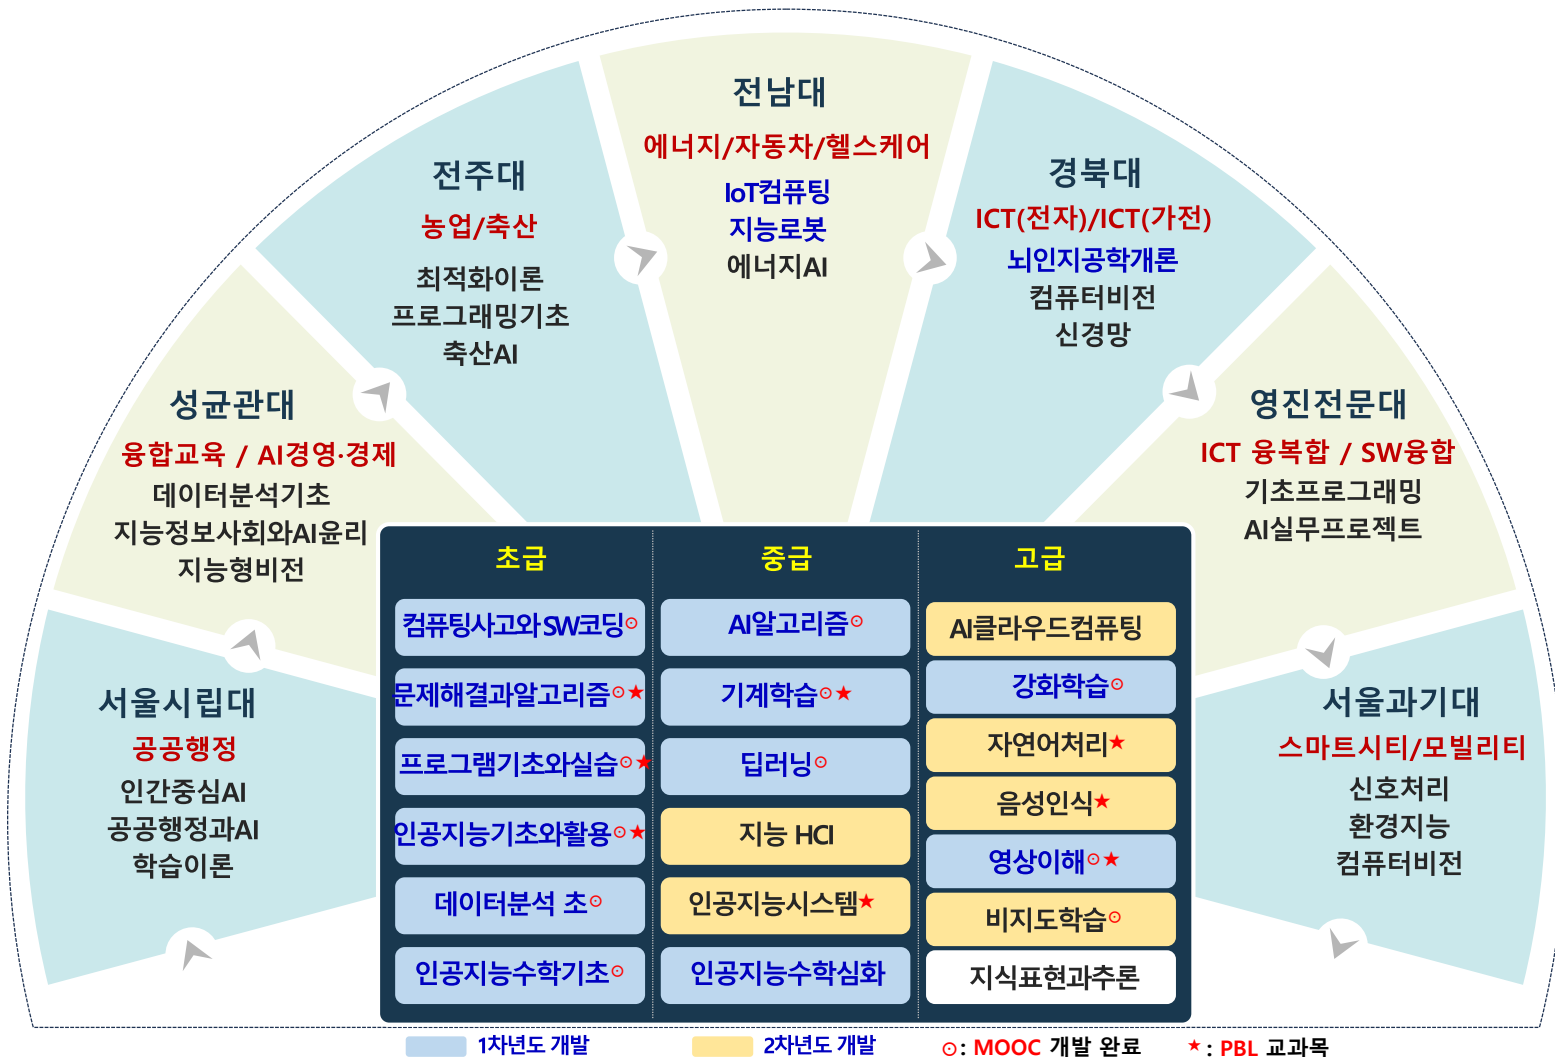 전남대
에너지/자동차/헬스케어
IoT컴퓨팅
지능로봇
에너지AI
전주대
농업/축산
최적화이론
프로그래밍기초
축산AI
경북대
ICT(전자)/ICT(가전)
뇌인지공학개론
컴퓨터비전
신경망
성균관대
융합교육 / AI경영·경제
데이터분석기초
지능정보사회와AI윤리
지능형비전
영진전문대
ICT 융복합 / SW융합
기초프로그래밍
AI실무프로젝트
서울시립대
공공행정
인간중심AI
공공행정과AI
학습이론
서울과기대
스마트시티/모빌리티
신호처리
환경지능
컴퓨터비전
초급
컴퓨팅사고와SW코딩⊙
문제해결과알고리즘⊙★
프로그램기초와실습⊙★
인공지능기초와활용⊙★
데이터분석 초⊙
인공지능수학기초⊙
중급
AI알고리즘⊙
기계학습⊙★
딥러닝⊙
지능 HCI
인공지능시스템★
인공지능수학심화
고급
AI클라우드컴퓨팅
강화학습⊙
자연어처리★
음성인식★
영상이해⊙★
비지도학습⊙
지식표현과추론
1차년도 개발
2차년도 개발
⊙: MOOC 개발 완료
★: PBL 교과목